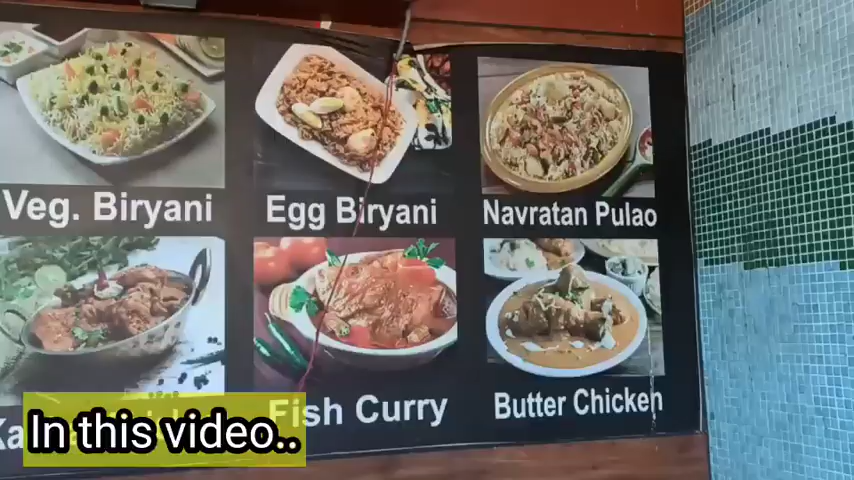 Veg. Biryani
Egg Biryani
Navratan Pulao
Fish Curry
Butter Chicken
In this video..